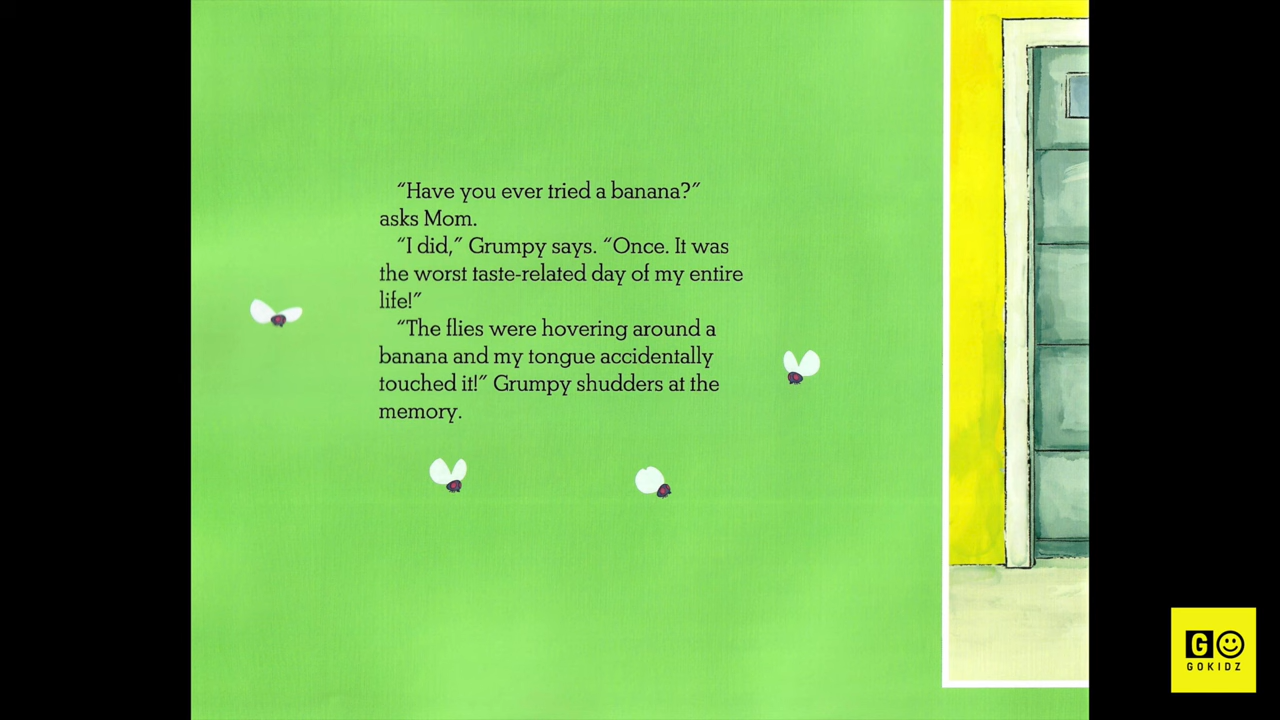 “Have you ever tried a banana?”
asks Mom.
“I did,” Grumpy says. “Once. It was
the worst taste-related day of my entire
life!”
“The flies were hovering around a
banana and my tongue accidentally
touched it!” Grumpy shudders at the
memory.
G
GOKIDZ